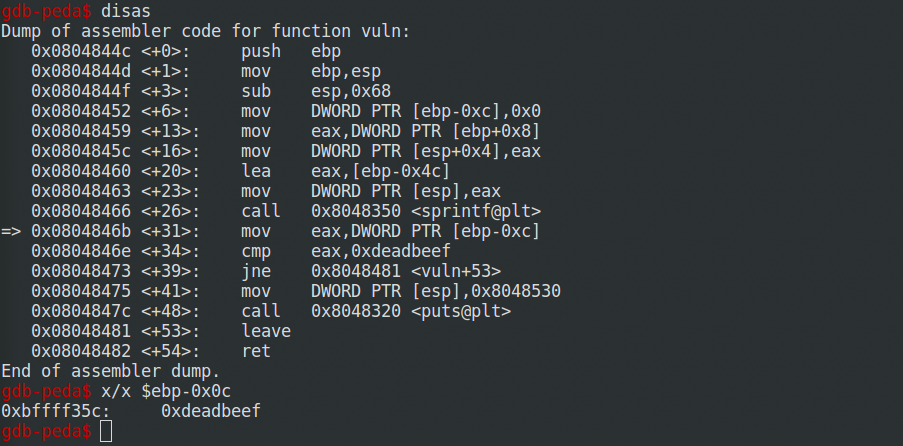 gdb-peda$ disas
Dump of assembler code for function vuln:
   0x0804844c <+0>:     push   ebp
   0x0804844d <+1>:     mov    ebp,esp
   0x0804844f <+3>:     sub    esp,0x68
   0x08048452 <+6>:     mov    DWORD PTR [ebp-0xc],0x0
   0x08048459 <+13>:    mov    eax,DWORD PTR [ebp+0x8]
   0x0804845c <+16>:    mov    DWORD PTR [esp+0x4],eax
   0x08048460 <+20>:    lea    eax,[ebp-0x4c]
   0x08048463 <+23>:    mov    DWORD PTR [esp],eax
   0x08048466 <+26>:    call   0x8048350 <sprintf@plt>
=> 0x0804846b <+31>:    mov    eax,DWORD PTR [ebp-0xc]
   0x0804846e <+34>:    cmp    eax,0xdeadbeef
   0x08048473 <+39>:    jne    0x8048481 <vuln+53>
   0x08048475 <+41>:    mov    DWORD PTR [esp],0x8048530
   0x0804847c <+48>:    call   0x8048320 <puts@plt>
   0x08048481 <+53>:    leave
   0x08048482 <+54>:    ret
End of assembler dump.
gdb-peda$ x/x $ebp-0x0c
0xbffff35c:     0xdeadbeef
gdb-peda$